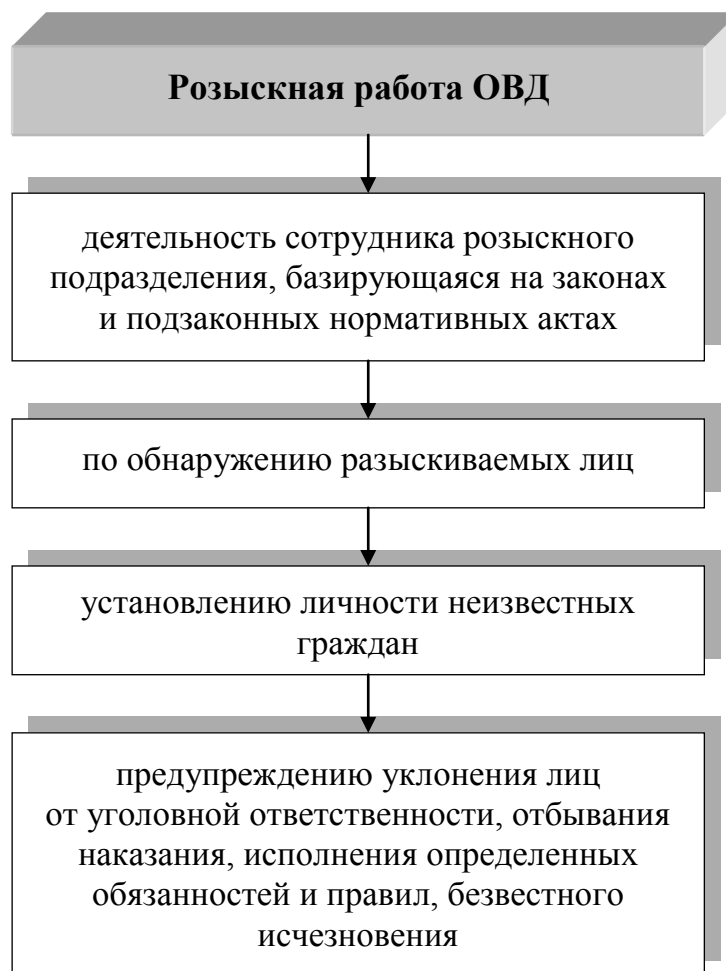 Розыскная работа ОВД
деятельность сотрудника розыскного
подразделения, базирующаяся на законах
и подзаконных нормативных актах
по обнаружению разыскиваемых лиц
установлению личности неизвестных
граждан
предупреждению уклонения лиц
от уголовной ответственности, отбывания
наказания, исполнения определенных
обязанностей и правил, безвестного
исчезновения